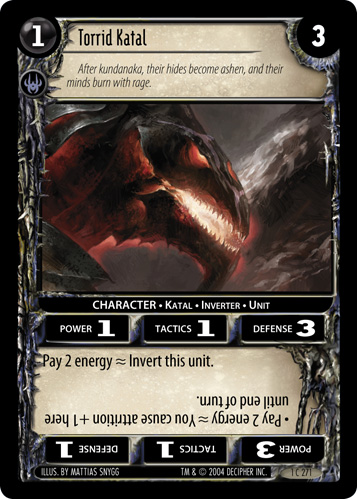 1 Torrid Katal 3
After kundanaka, their hides become ashen, and their
minds burn with rage.
CHARACTER • KATAL • INVERTER • UNIT
POWER 1 TACTICS 1 DEFENSE 3
Pay 2 energy ≈ Invert this unit.
• Pay 2 energy ≈ You cause attrition +1 here
until end of turn.
POWER 3 TACTICS 1 DEFENSE 1
ILLUS. BY MATTIAS SNYGG TM & © 2004 DECIPHER INC. 1 C 271